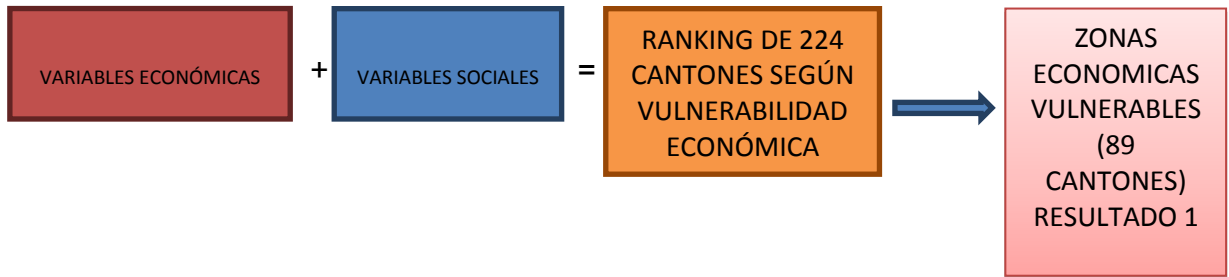 VARIABLES ECONÓMICAS
+
VARIABLES SOCIALES
=
RANKING DE 224
CANTONES SEGÚN
VULNERABILIDAD
ECONÓMICA
ZONAS
ECONOMICAS
VULNERABLES
(89
CANTONES)
RESULTADO 1